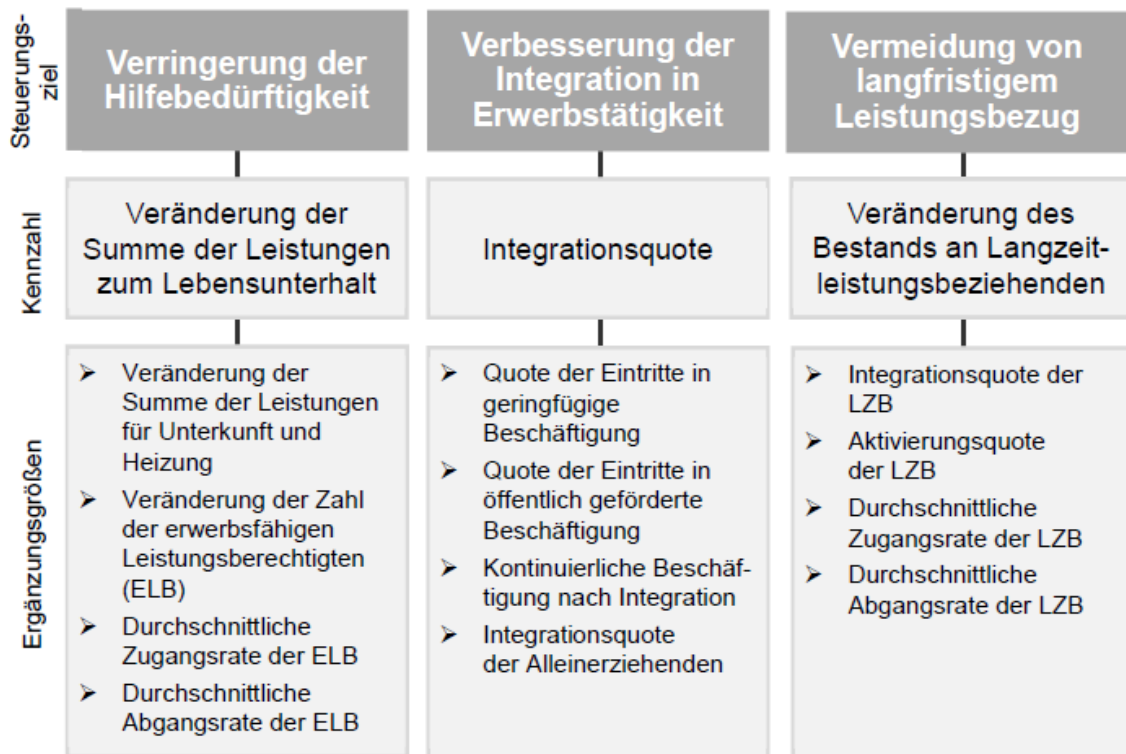 Steuerungs-
ziel
Verringerung der
Hilfebedürftigkeit
Verbesserung der
Integration in
Erwerbstätigkeit
Vermeidung von
langfristigem
Leistungsbezug
Kennzahl
Veränderung der
Summe der Leistungen
zum Lebensunterhalt
Integrationsquote
Veränderung des
Bestands an Langzeit-
leistungsbeziehenden
Ergänzungsgrößen
➢ Veränderung der
Summe der Leistungen
für Unterkunft und
Heizung
➢ Veränderung der Zahl
der erwerbsfähigen
Leistungsberechtigten
(ELB)
➢ Durchschnittliche
Zugangsrate der ELB
➢ Durchschnittliche
Abgangsrate der ELB
➢ Quote der Eintritte in
geringfügige
Beschäftigung
➢ Quote der Eintritte in
öffentlich geförderte
Beschäftigung
➢ Kontinuierliche Beschäf-
tigung nach Integration
➢ Integrationsquote
der Alleinerziehenden
➢ Integrationsquote der
LZB
➢ Aktivierungsquote
der LZB
➢ Durchschnittliche
Zugangsrate der LZB
➢ Durchschnittliche
Abgangsrate der LZB